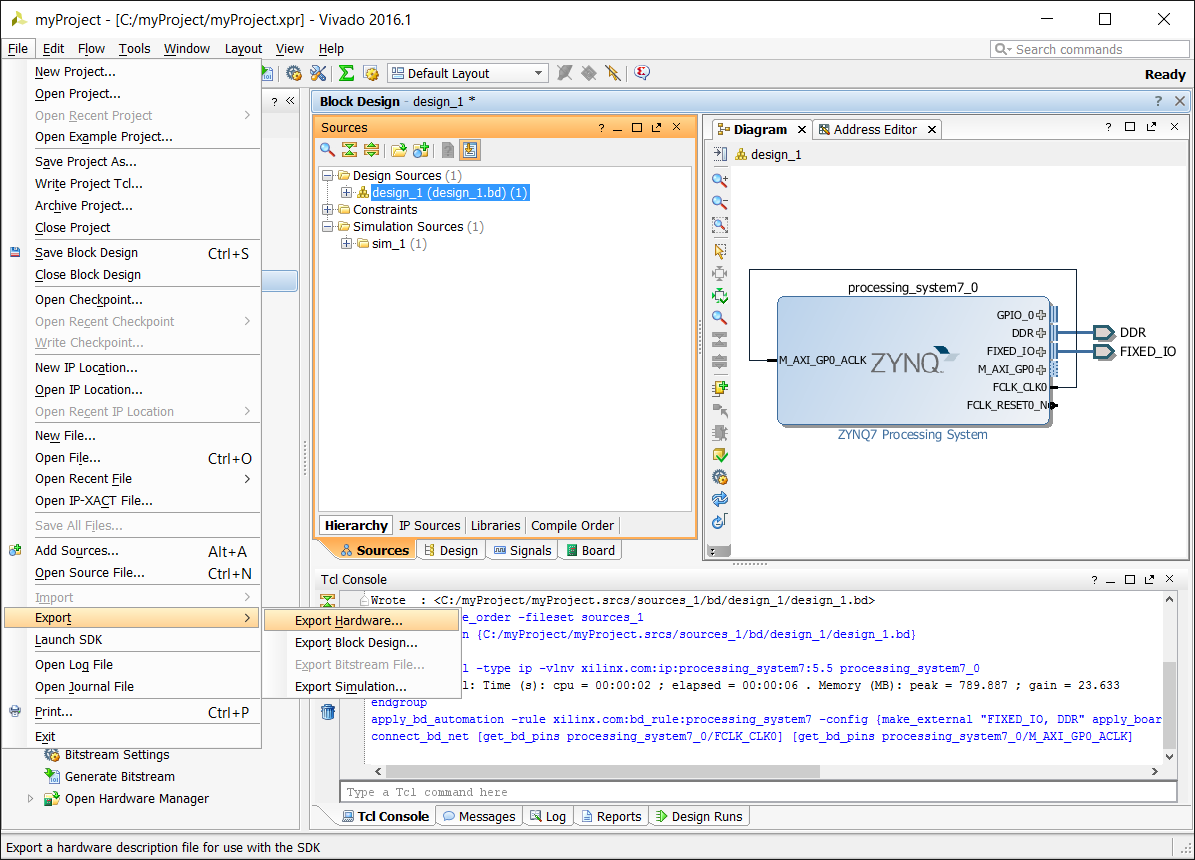 myProject - [C:/myProject/myProject.xpr] - Vivado 2016.1
File Edit Flow Tools Window Layout View Help
Search commands
Default Layout
Ready
New Project...
Open Project...
Open Recent Project
Open Example Project...
Save Project As...
Write Project Tcl...
Archive Project...
Close Project
Save Block Design Ctrl+S
Close Block Design
Open Checkpoint...
Open Recent Checkpoint
Write Checkpoint...
New IP Location...
Open IP Location...
Open Recent IP Location
New File...
Open File... Ctrl+O
Open Recent File
Open IP-XACT File...
Save All Files...
Add Sources... Alt+A
Open Source File... Ctrl+N
Import
Export
Launch SDK
Open Log File
Open Journal File
Print... Ctrl+P
Exit
Export Hardware...
Export Block Design...
Export Bitstream File...
Export Simulation...
Bitstream Settings
Generate Bitstream
Open Hardware Manager
Block Design - design_1 *
Sources
Design Sources (1)
design_1 (design_1.bd) (1)
Constraints
Simulation Sources (1)
sim_1 (1)
Hierarchy IP Sources Libraries Compile Order
Sources Design Signals Board
Diagram Address Editor
design_1
processing_system7_0
GPIO_0
DDR
FIXED_IO
M_AXI_GP0
FCLK_CLK0
FCLK_RESET0_N
M_AXI_GP0_ACLK
ZYNQ
DDR
FIXED_IO
ZYNQ7 Processing System
Tcl Console
Wrote : <C:/myProject/myProject.srcs/sources_1/bd/design_1/design_1.bd>
e_order -fileset sources_1
n {C:/myProject/myProject.srcs/sources_1/bd/design_1/design_1.bd}
l -type ip -vlnv xilinx.com:ip:processing_system7:5.5 processing_system7_0
l: Time (s): cpu = 00:00:02 ; elapsed = 00:00:06 . Memory (MB): peak = 789.887 ; gain = 23.633
endgroup
apply_bd_automation -rule xilinx.com:bd_rule:processing_system7 -config {make_external "FIXED_IO, DDR" apply_boar
connect_bd_net [get_bd_pins processing_system7_0/FCLK_CLK0] [get_bd_pins processing_system7_0/M_AXI_GP0_ACLK]
Type a Tcl command here
Tcl Console Messages Log Reports Design Runs
Export a hardware description file for use with the SDK